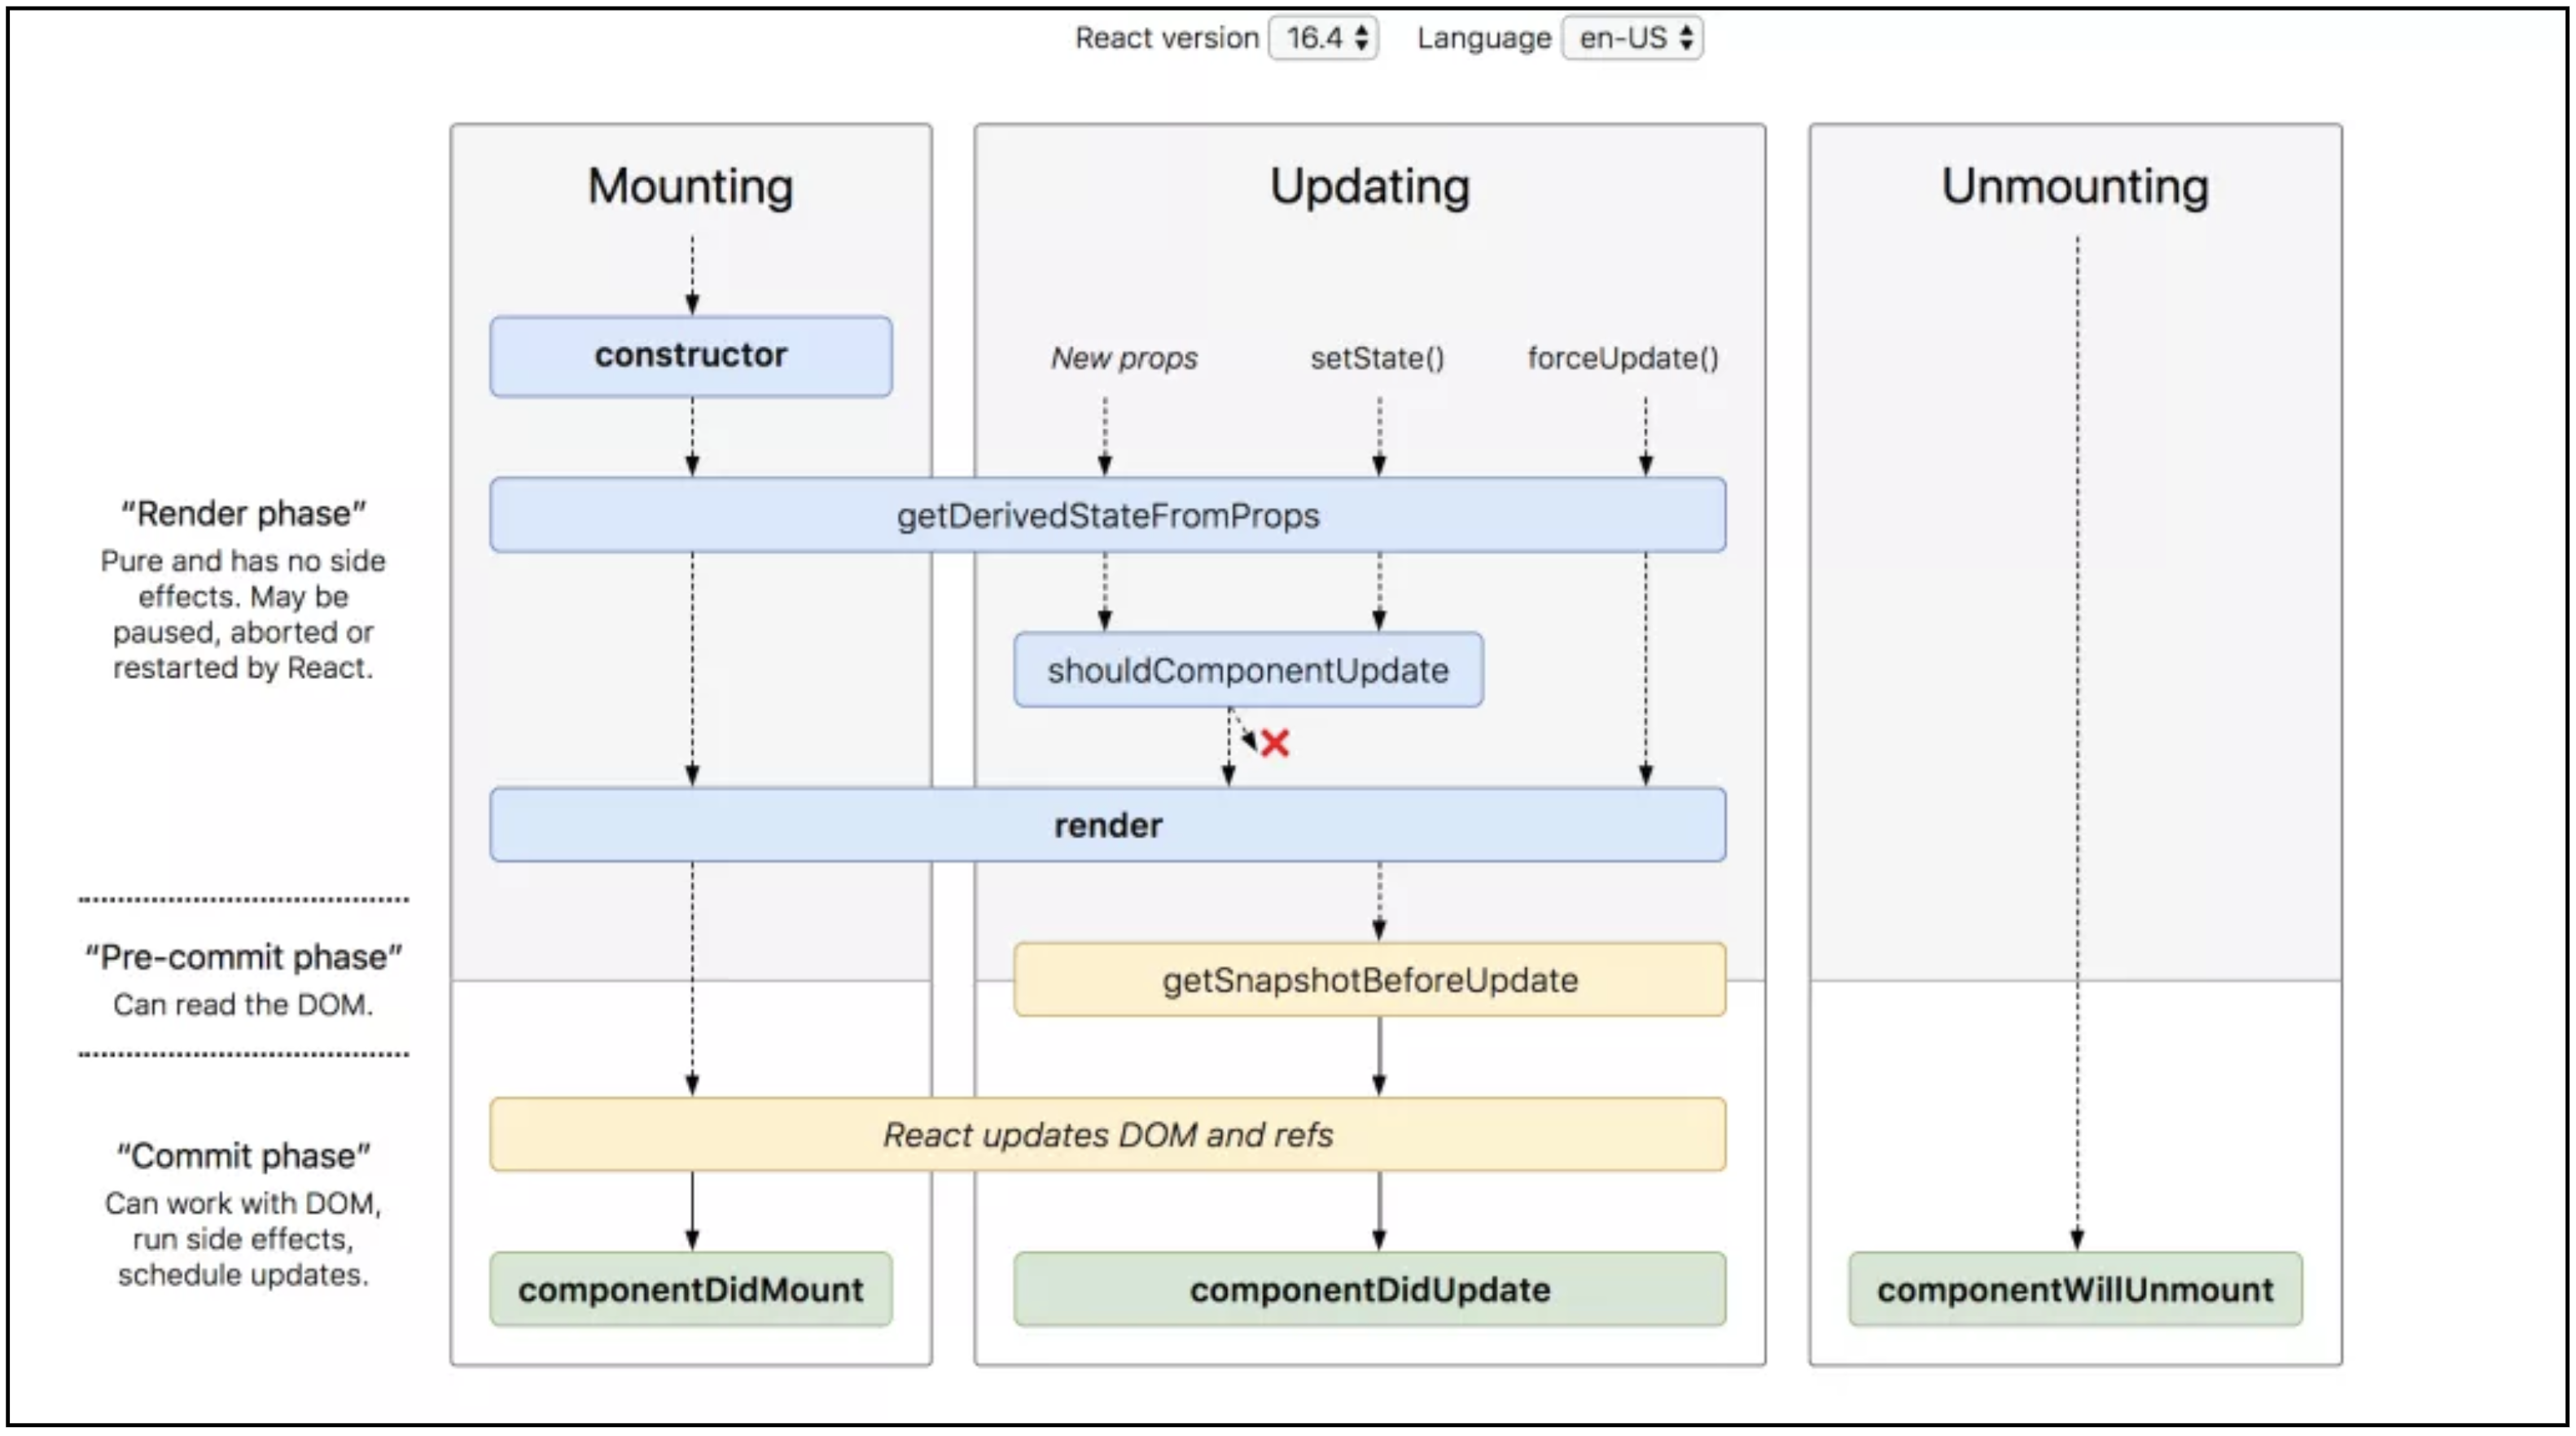 React version 16.4 Language en-US
Mounting
Updating
Unmounting
constructor
New props
setState()
forceUpdate()
“Render phase”
Pure and has no side
effects. May be
paused, aborted or
restarted by React.
getDerivedStateFromProps
shouldComponentUpdate
render
“Pre-commit phase”
Can read the DOM.
getSnapshotBeforeUpdate
“Commit phase”
Can work with DOM,
run side effects,
schedule updates.
React updates DOM and refs
componentDidMount
componentDidUpdate
componentWillUnmount